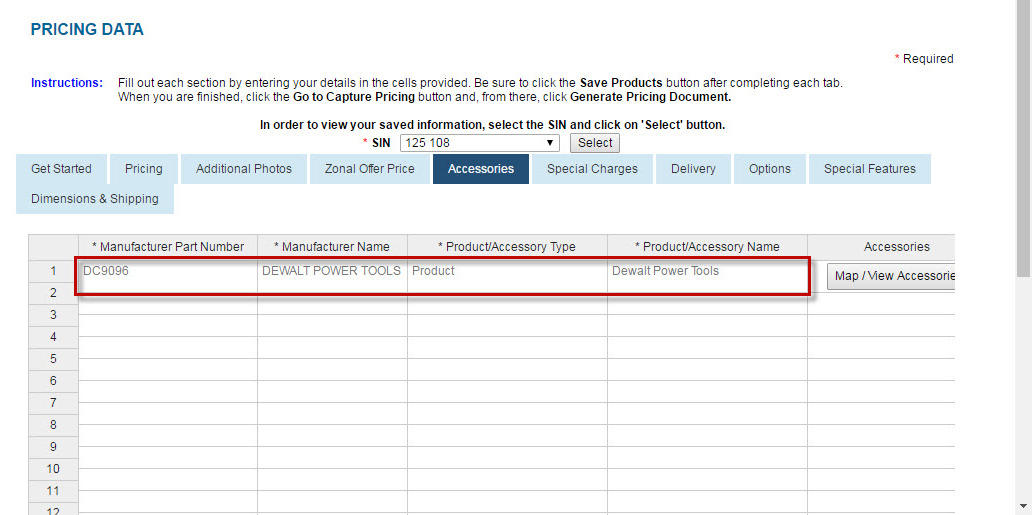 PRICING DATA
* Required
Instructions: Fill out each section by entering your details in the cells provided. Be sure to click the Save Products button after completing each tab.
When you are finished, click the Go to Capture Pricing button and, from there, click Generate Pricing Document.
In order to view your saved information, select the SIN and click on 'Select' button.
* SIN 125 108 Select
Get Started Pricing Additional Photos Zonal Offer Price Accessories Special Charges Delivery Options Special Features
Dimensions & Shipping
* Manufacturer Part Number * Manufacturer Name * Product/Accessory Type * Product/Accessory Name Accessories
1 DC9096 DEWALT POWER TOOLS Product Dewalt Power Tools Map / View Accessorie
2
3
4
5
6
7
8
9
10
11
12